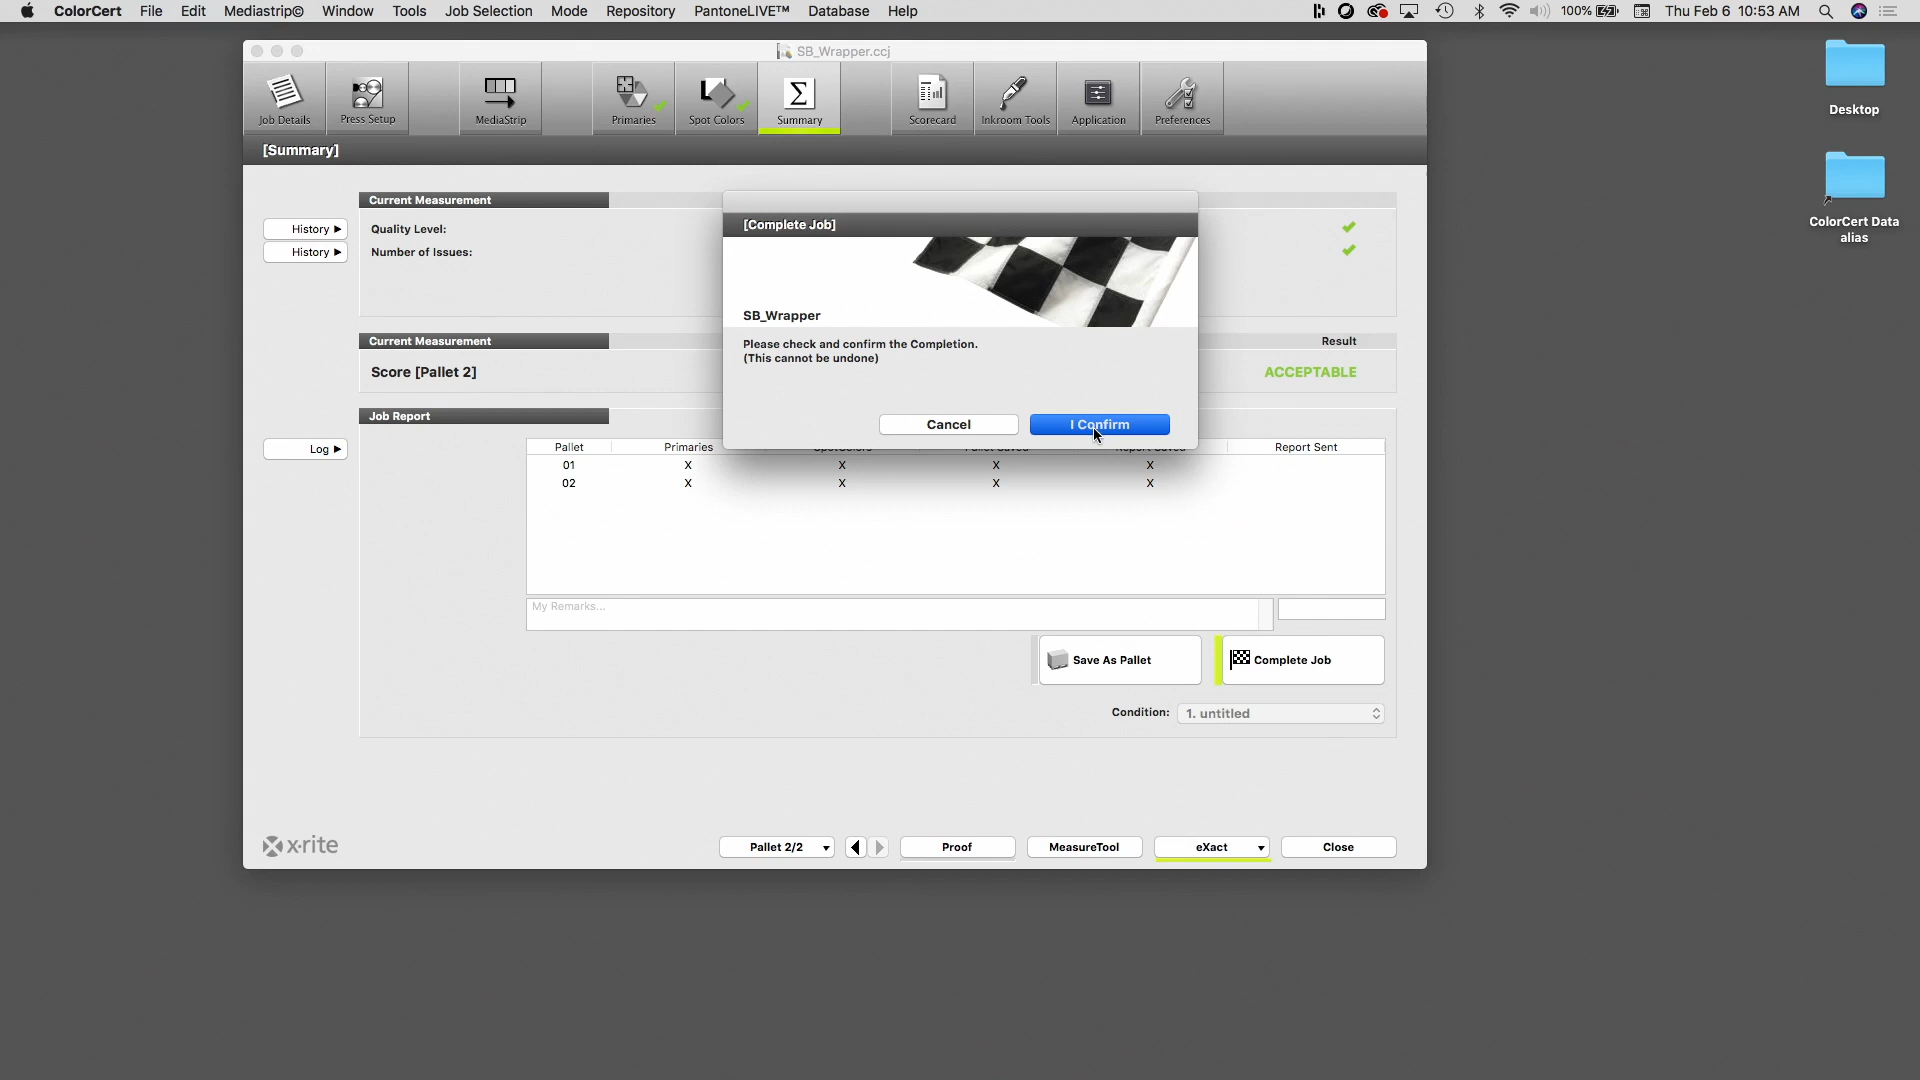 ColorCert File Edit Mediastrip© Window Tools Job Selection Mode Repository PantoneLIVE™ Database Help 100% Thu Feb 6 10:53 AM
SB_Wrapper.ccj
Job Details Press Setup MediaStrip Primaries Spot Colors Summary Scorecard Inkroom Tools Application Preferences
[Summary]
Current Measurement
History ▶ Quality Level:
History ▶ Number of Issues:
Current Measurement Result
Score [Pallet 2] ACCEPTABLE
Job Report
Log ▶
Pallet Primaries Report Sent
01 X X X X
02 X X X X
My Remarks...
Save As Pallet Complete Job
Condition: 1. untitled
[Complete Job]
SB_Wrapper
Please check and confirm the Completion.
(This cannot be undone)
Cancel I Confirm
x-rite Pallet 2/2 Proof MeasureTool eXact Close
Desktop
ColorCert Data
alias